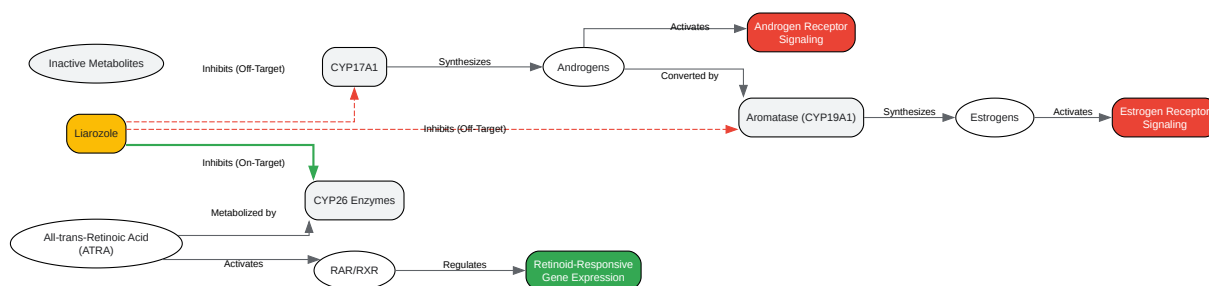 Activates
Androgen Receptor
Signaling
Inactive Metabolites
Inhibits (Off-Target)
CYP17A1
Synthesizes
Androgens
Converted by
Liarozole
Inhibits (Off-Target)
Aromatase (CYP19A1)
Synthesizes
Estrogens
Activates
Estrogen Receptor
Signaling
Inhibits (On-Target)
CYP26 Enzymes
Metabolized by
All-trans-Retinoic Acid
(ATRA)
Activates
RAR/RXR
Regulates
Retinoid-Responsive
Gene Expression